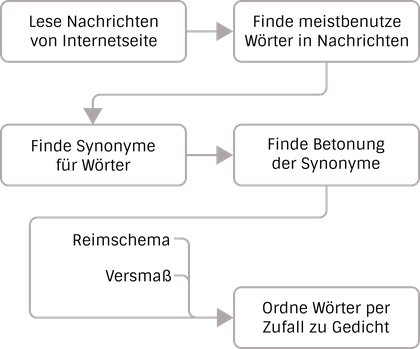 Lese Nachrichten
von Internetseite
Finde meistbenutze
Wörter in Nachrichten
Finde Synonyme
für Wörter
Finde Betonung
der Synonyme
Reimschema
Versmaß
Ordne Wörter per
Zufall zu Gedicht